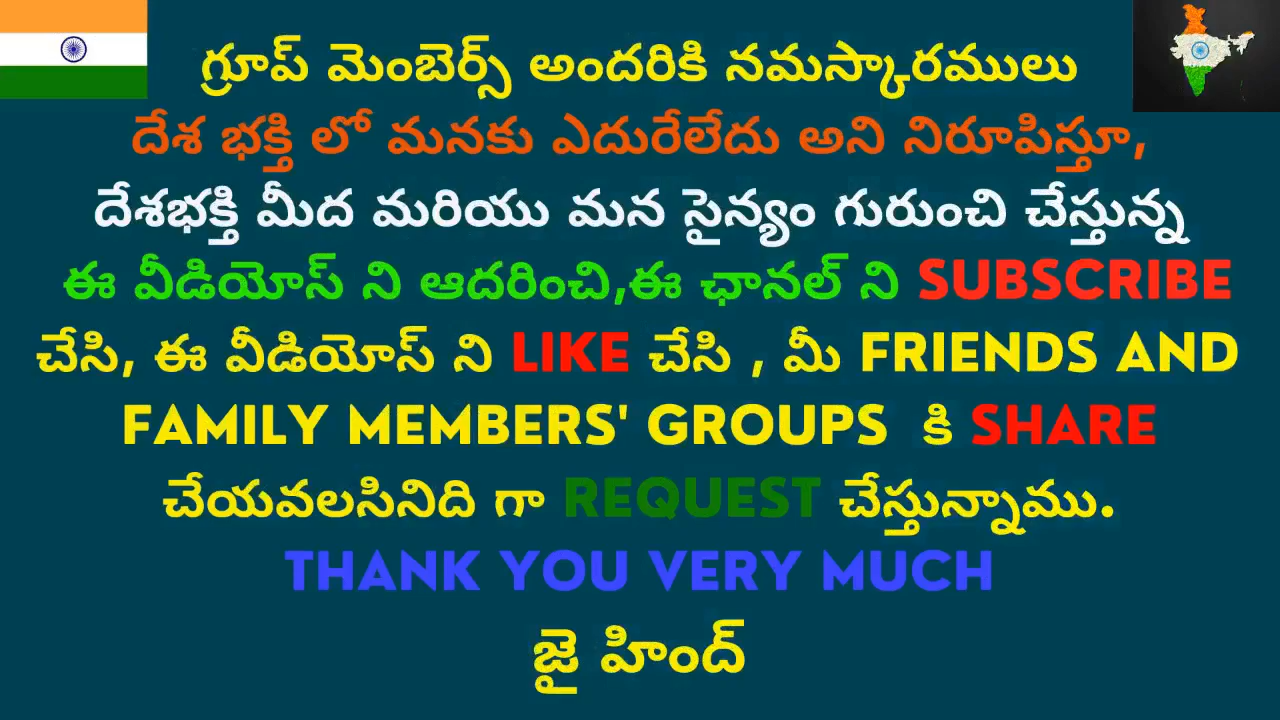 గ్రూప్ మెంబెర్స్ అందరికి నమస్కారములు
దేశ భక్తి లో మనకు ఎదురేలేదు అని నిరూపిస్తూ,
దేశభక్తి మీద మరియు మన సైన్యం గురుంచి చేస్తున్న
ఈ వీడియోస్ ని ఆదరించి,ఈ ఛానల్ ని SUBSCRIBE
చేసి, ఈ వీడియోస్ ని LIKE చేసి , మీ FRIENDS AND
FAMILY MEMBERS' GROUPS కి SHARE
చేయవలసినిది గా REQUEST చేస్తున్నాము.
THANK YOU VERY MUCH
జై హింద్